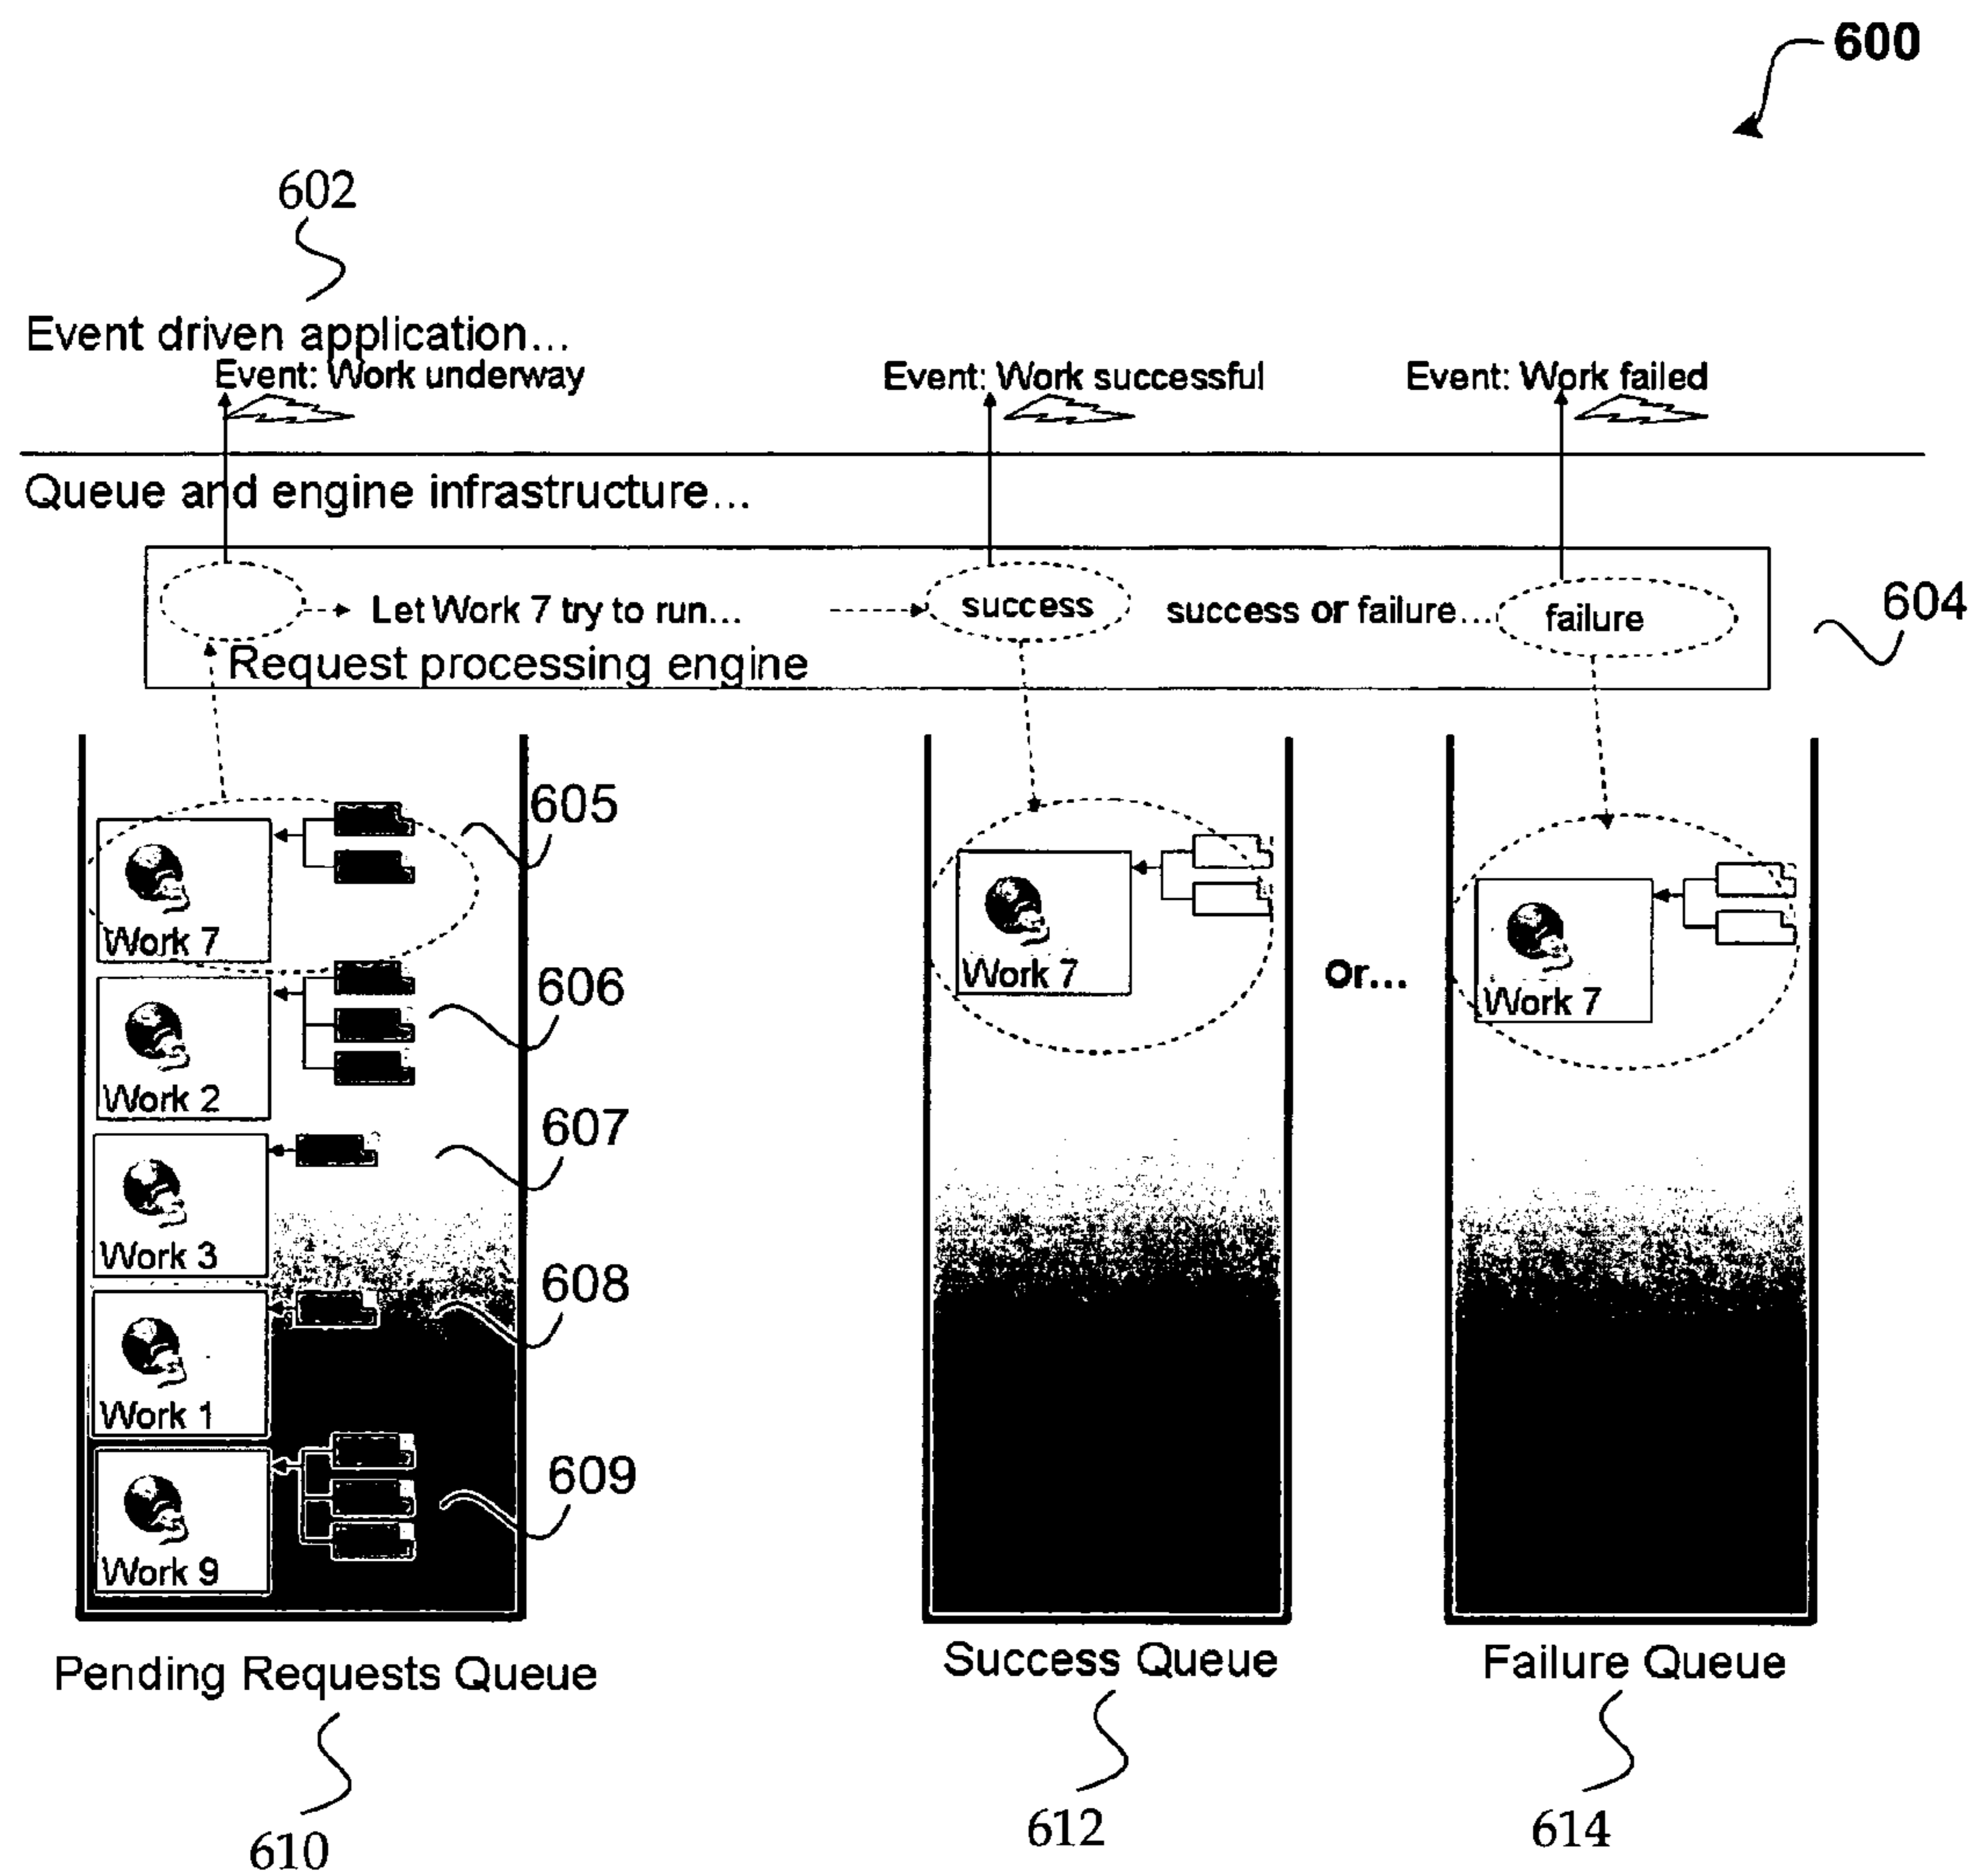 600
602
Event driven application...
Event: Work underway
Event: Work successful
Event: Work failed
Queue and engine infrastructure...
Let Work 7 try to run...
success
success or failure...
failure
604
Request processing engine
605
Work 7
606
Work 2
607
Work 3
608
Work 1
609
Work 9
Work 7
or...
Work 7
Pending Requests Queue
Success Queue
Failure Queue
610
612
614